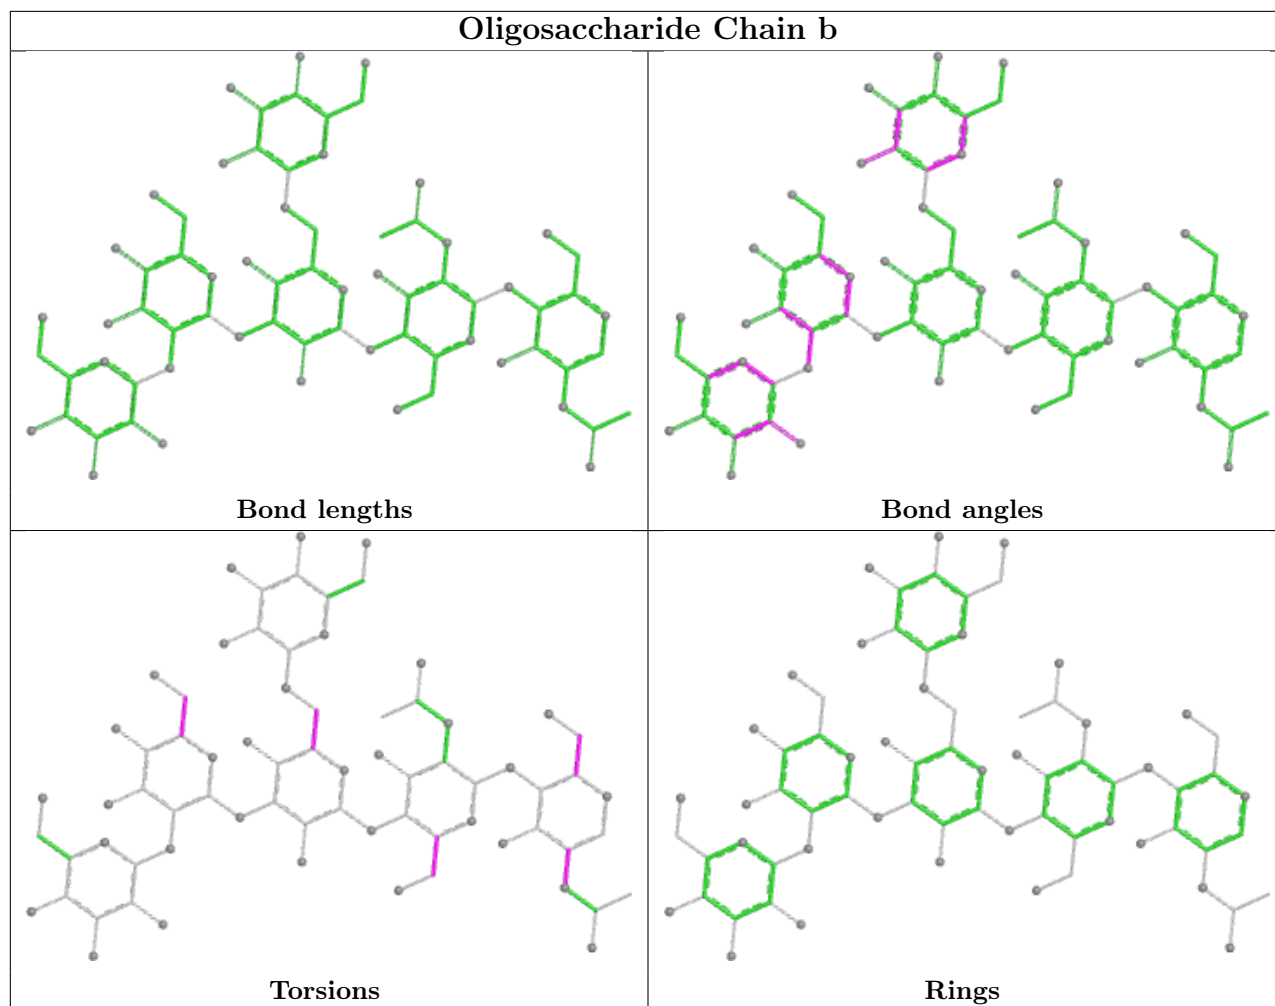 Oligosaccharide Chain b
Bond lengths
Bond angles
Torsions
Rings